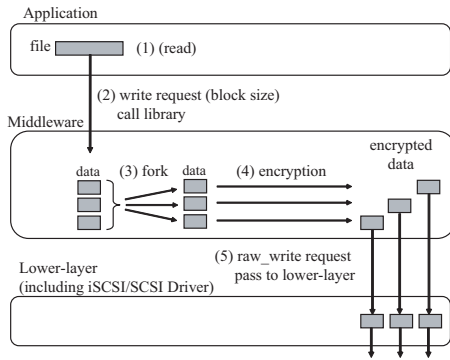 Application
file
(1) (read)
(2) write request (block size)
call library
Middleware
encrypted
data
data
(3) fork
data
(4) encryption
(5) raw_write request
pass to lower-layer
Lower-layer
(including iSCSI/SCSI Driver)